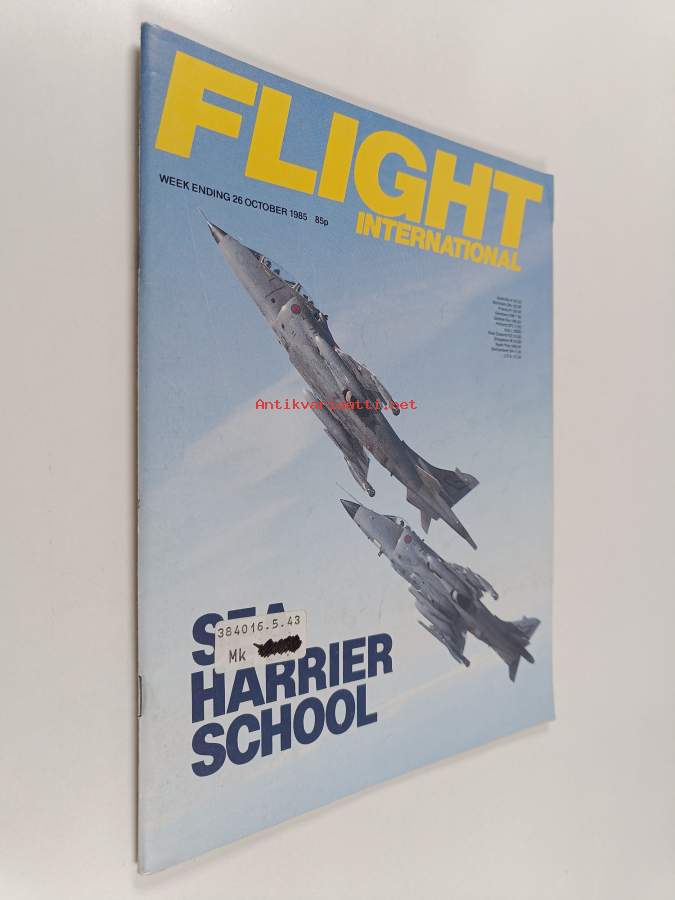 FLIGHT
INTERNATIONAL
WEEK ENDING 26 OCTOBER 1985 85p
Antikvariaatti.net
SEA
384016.5.43
Mk
HARRIER
SCHOOL